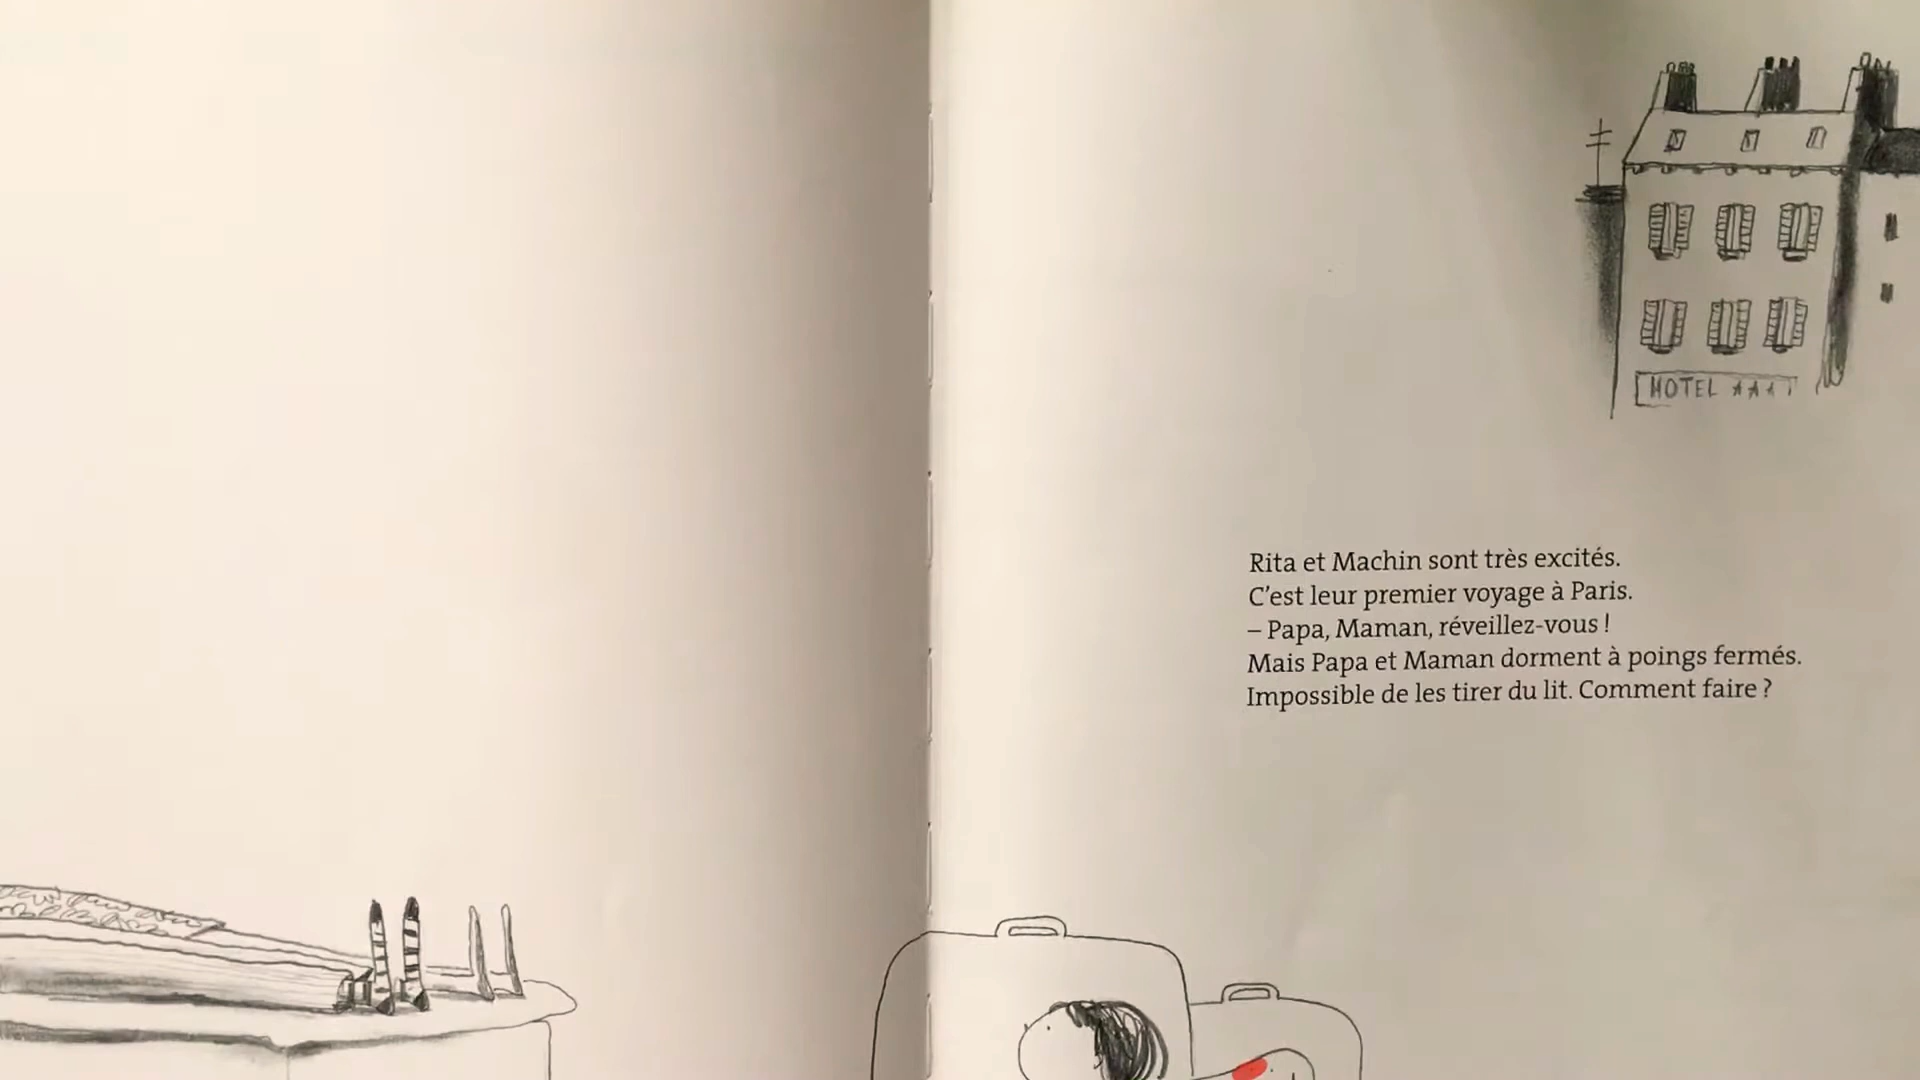 HOTEL
Rita et Machin sont très excités.
C’est leur premier voyage à Paris.
– Papa, Maman, réveillez-vous !
Mais Papa et Maman dorment à poings fermés.
Impossible de les tirer du lit. Comment faire ?